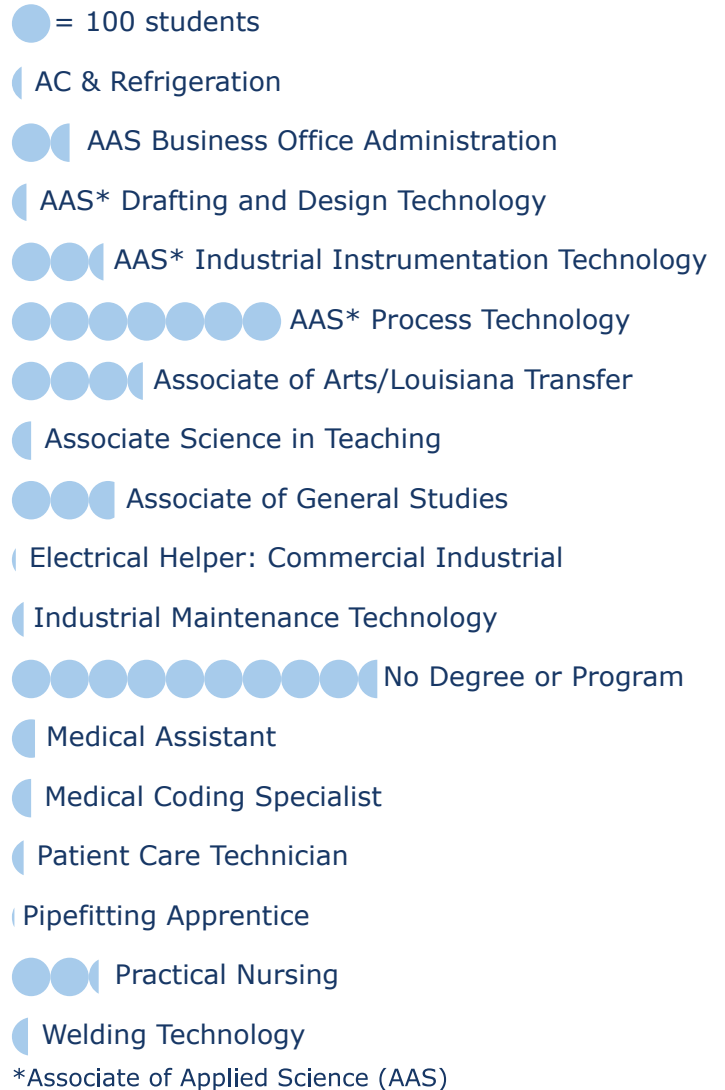 = 100 students
AC & Refrigeration
AAS Business Office Administration
AAS* Drafting and Design Technology
AAS* Industrial Instrumentation Technology
AAS* Process Technology
Associate of Arts/Louisiana Transfer
Associate Science in Teaching
Associate of General Studies
Electrical Helper: Commercial Industrial
Industrial Maintenance Technology
No Degree or Program
Medical Assistant
Medical Coding Specialist
Patient Care Technician
Pipefitting Apprentice
Practical Nursing
Welding Technology
*Associate of Applied Science (AAS)